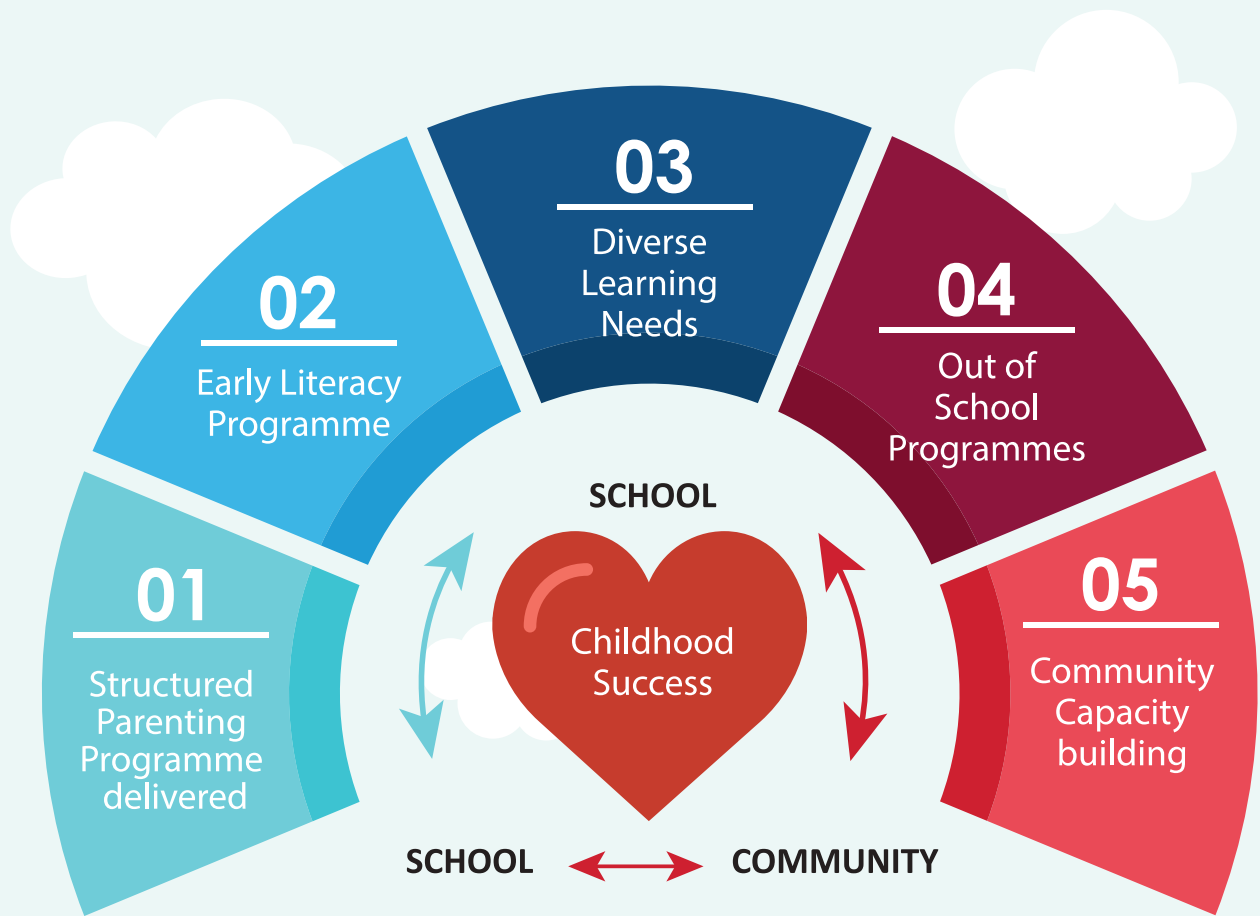 01
Structured
Parenting
Programme
delivered
02
Early Literacy
Programme
03
Diverse
Learning
Needs
04
Out of
School
Programmes
05
Community
Capacity
building
SCHOOL
Childhood
Success
SCHOOL
COMMUNITY